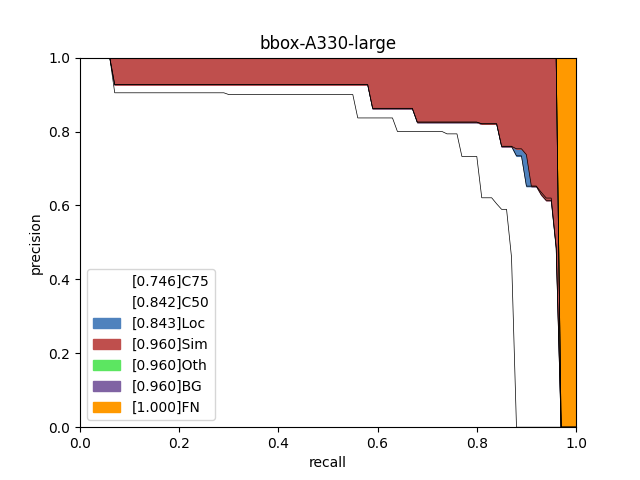 bbox-A330-large
1.0
0.8
0.6
0.4
0.2
0.0
precision
[0.746]C75
[0.842]C50
[0.843]Loc
[0.960]Sim
[0.960]Oth
[0.960]BG
[1.000]FN
0.0 0.2 0.4 0.6 0.8 1.0
recall